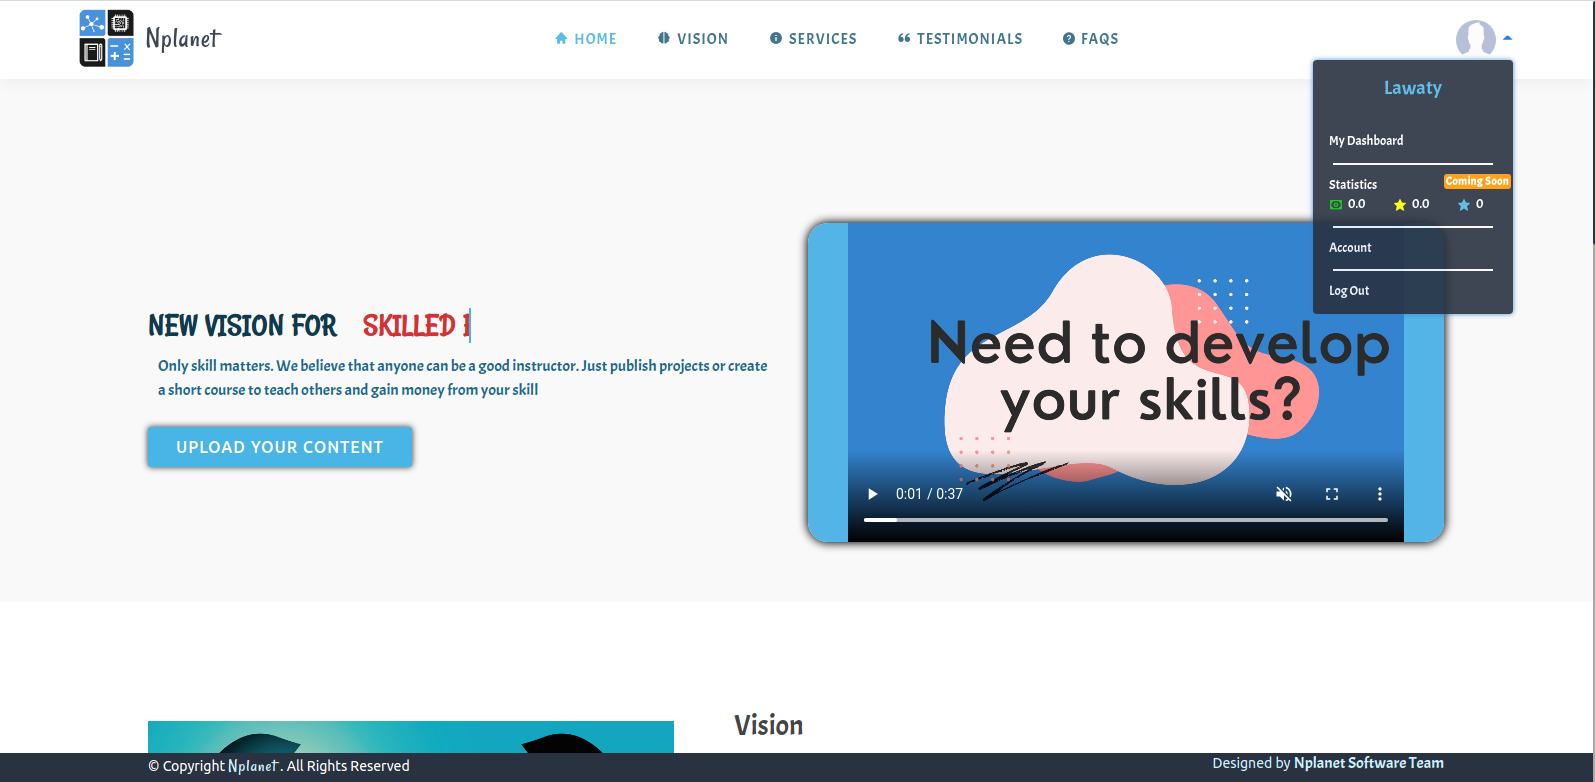 Nplanet
HOME
VISION
SERVICES
TESTIMONIALS
FAQS
Lawaty
My Dashboard
Statistics
Coming Soon
0.0
0.0
0
Account
Log Out
NEW VISION FOR SKILLED
Only skill matters. We believe that anyone can be a good instructor. Just publish projects or create
a short course to teach others and gain money from your skill
UPLOAD YOUR CONTENT
Need to develop
your skills?
0:01 / 0:37
Vision
© Copyright Nplanet. All Rights Reserved
Designed by Nplanet Software Team